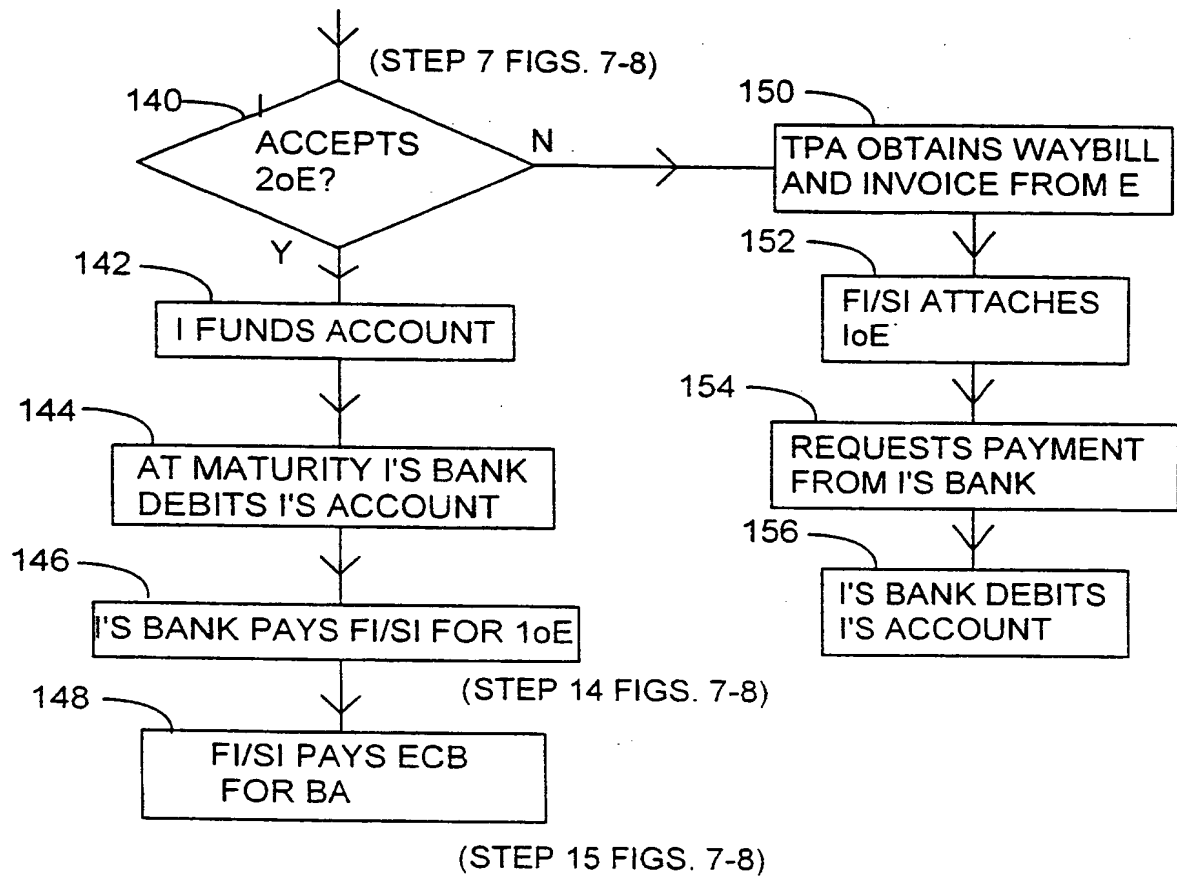 (STEP 7 FIGS. 7-8)
140
I
ACCEPTS
2oE?
N
Y
142
I FUNDS ACCOUNT
144
AT MATURITY I'S BANK
DEBITS I'S ACCOUNT
146
I'S BANK PAYS FI/SI FOR 1oE
(STEP 14 FIGS. 7-8)
148
FI/SI PAYS ECB
FOR BA
(STEP 15 FIGS. 7-8)
150
TPA OBTAINS WAYBILL
AND INVOICE FROM E
152
FI/SI ATTACHES
IoE
154
REQUESTS PAYMENT
FROM I'S BANK
156
I'S BANK DEBITS
I'S ACCOUNT